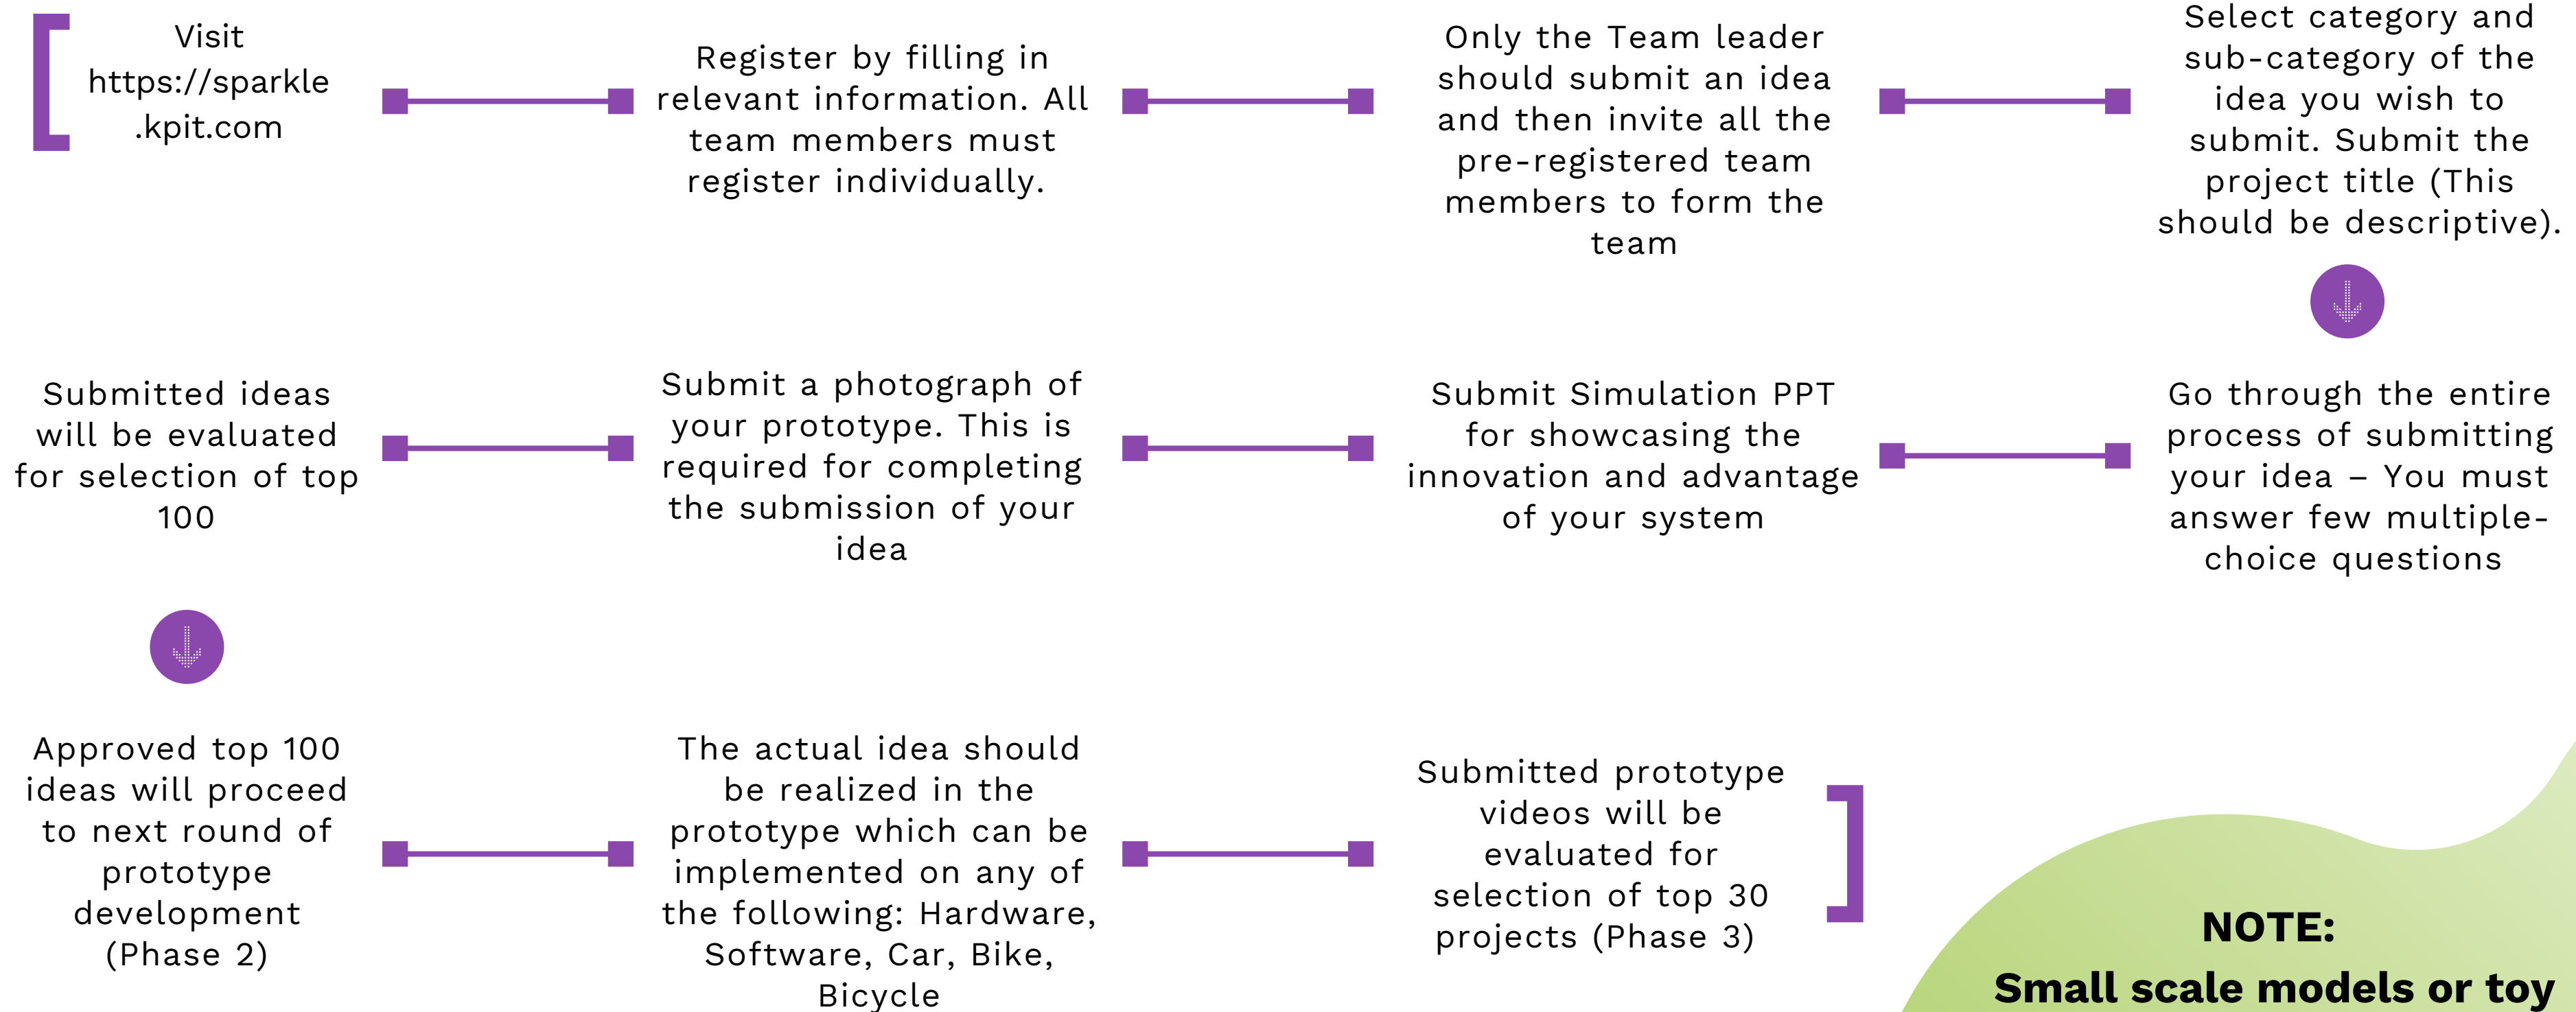 Visit
https://sparkle
.kpit.com
Register by filling in
relevant information. All
team members must
register individually.
Only the Team leader
should submit an idea
and then invite all the
pre-registered team
members to form the
team
Select category and
sub-category of the
idea you wish to
submit. Submit the
project title (This
should be descriptive).
Go through the entire
process of submitting
your idea – You must
answer few multiple-
choice questions
Submit Simulation PPT
for showcasing the
innovation and advantage
of your system
Submit a photograph of
your prototype. This is
required for completing
the submission of your
idea
Submitted ideas
will be evaluated
for selection of top
100
Approved top 100
ideas will proceed
to next round of
prototype
development
(Phase 2)
The actual idea should
be realized in the
prototype which can be
implemented on any of
the following: Hardware,
Software, Car, Bike,
Bicycle
Submitted prototype
videos will be
evaluated for
selection of top 30
projects (Phase 3)
NOTE:
Small scale models or toy